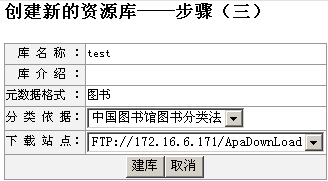 创建新的资源库——步骤（三）
库 名 称 ： test
库 介 绍 ：
元数据格式 ： 图书
分 类 依 据： 中国图书馆图书分类法
下 载 站 点： FTP://172.16.6.171/ApaDownLoad
建库 取消